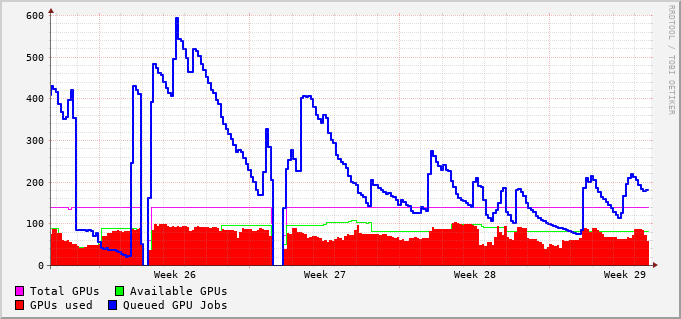 600
500
400
300
200
100
0
Week 26 Week 27 Week 28 Week 29
Total GPUs Available GPUs
GPUs used Queued GPU Jobs
RRDTOOL / TOBI OETIKER